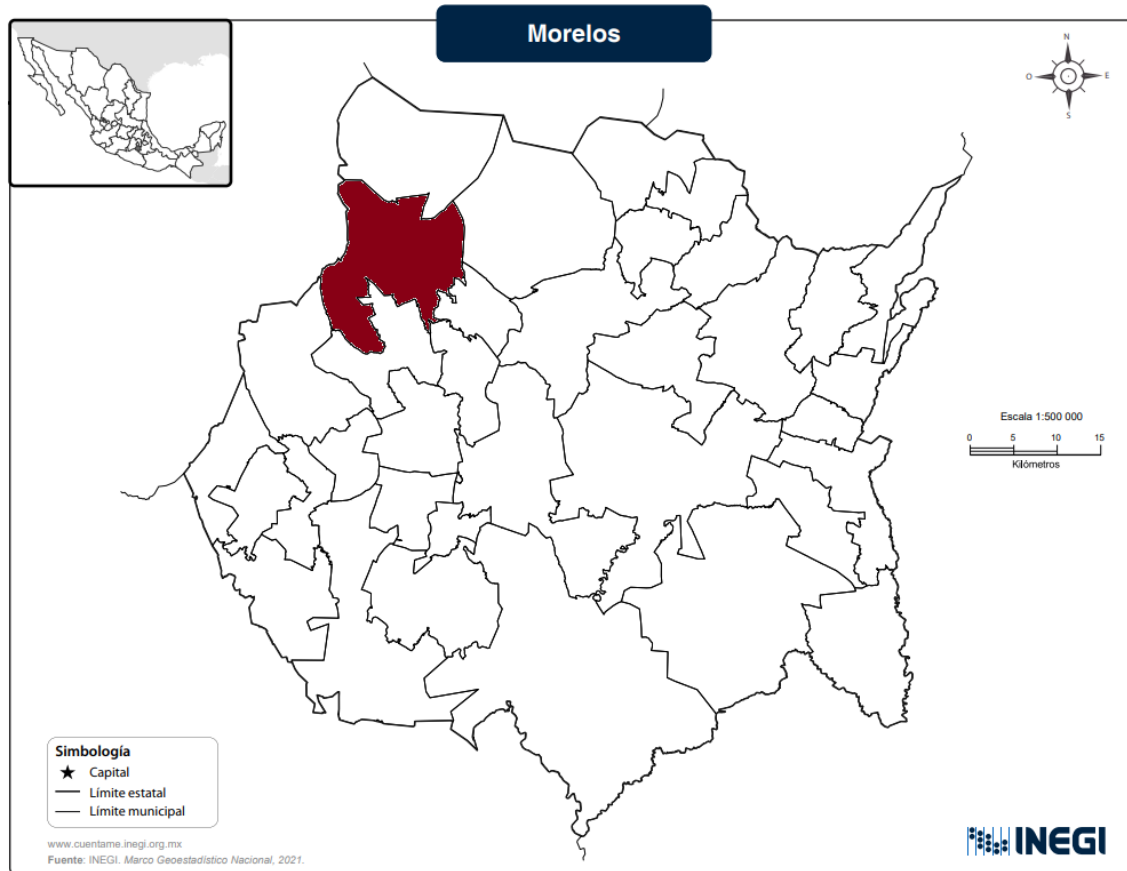 Morelos
N
O
E
S
Escala 1:500 000
0 5 10 15
Kilómetros
Simbología
Capital
Límite estatal
Límite municipal
www.cuentame.inegi.org.mx
Fuente: INEGI. Marco Geoestadístico Nacional, 2021.
INEGI